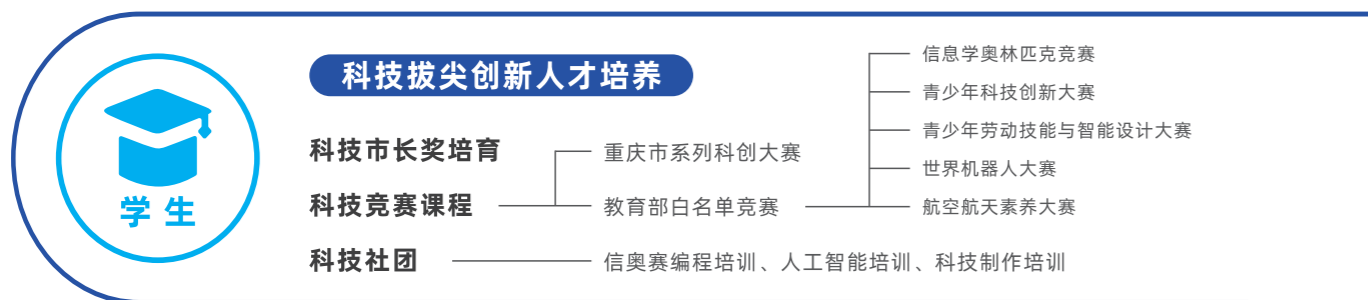 学生
科技拔尖创新人才培养
科技市长奖培育
科技竞赛课程
重庆市系列科创大赛
教育部白名单竞赛
信息学奥林匹克竞赛
青少年科技创新大赛
青少年劳动技能与智能设计大赛
世界机器人大赛
航空航天素养大赛
科技社团
信奥赛编程培训、人工智能培训、科技制作培训